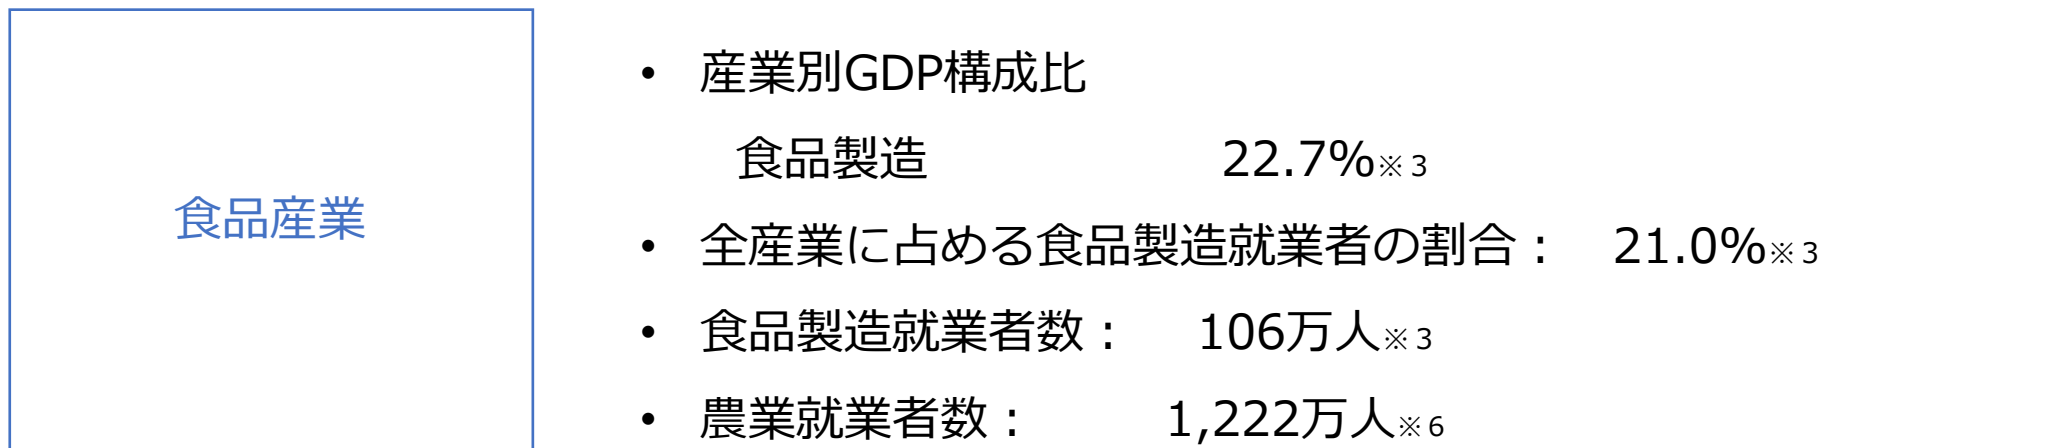 食品産業
• 産業別GDP構成比
食品製造 22.7%※3
• 全産業に占める食品製造就業者の割合： 21.0%※3
• 食品製造就業者数： 106万人※3
• 農業就業者数： 1,222万人※6